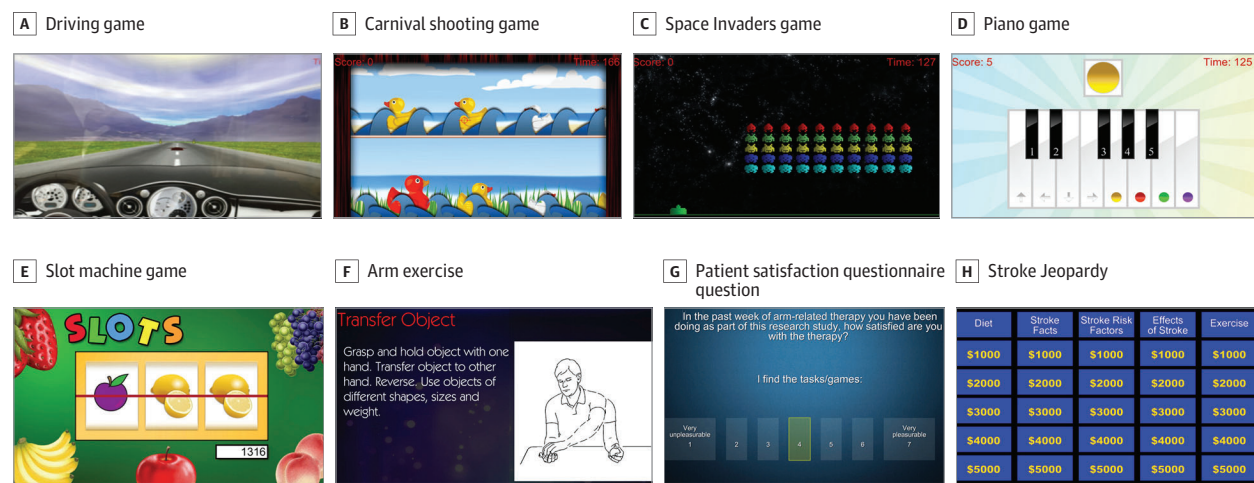 A Driving game
B Carnival shooting game
C Space Invaders game
D Piano game
Ti
Score: 0
Time: 166
Score: 0
Time: 127
Score: 5
Time: 125
1 2 3 4 5
E Slot machine game
F Arm exercise
G Patient satisfaction questionnaire
question
H Stroke Jeopardy
SLOTS
1316
Transfer Object
Grasp and hold object with one
hand. Transfer object to other
hand. Reverse. Use objects of
different shapes, sizes and
weight.
In the past week of arm-related therapy you have been
doing as part of this research study, how satisfied are you
with the therapy?
I find the tasks/games:
Very
unpleasurable
1
2 3 4 5 6
Very
pleasurable
7
Diet
Stroke
Facts
Stroke Risk
Factors
Effects
of Stroke
Exercise
$1000 $1000 $1000 $1000 $1000
$2000 $2000 $2000 $2000 $2000
$3000 $3000 $3000 $3000 $3000
$4000 $4000 $4000 $4000 $4000
$5000 $5000 $5000 $5000 $5000